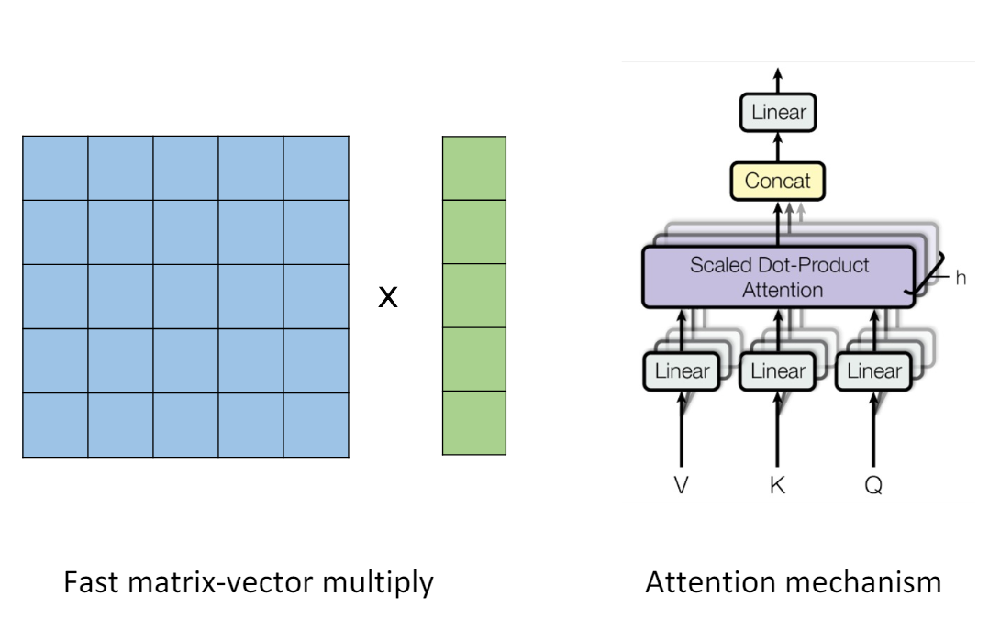 x
Fast matrix-vector multiply
Linear
Concat
Scaled Dot-Product
Attention
h
Linear Linear Linear
V K Q
Attention mechanism